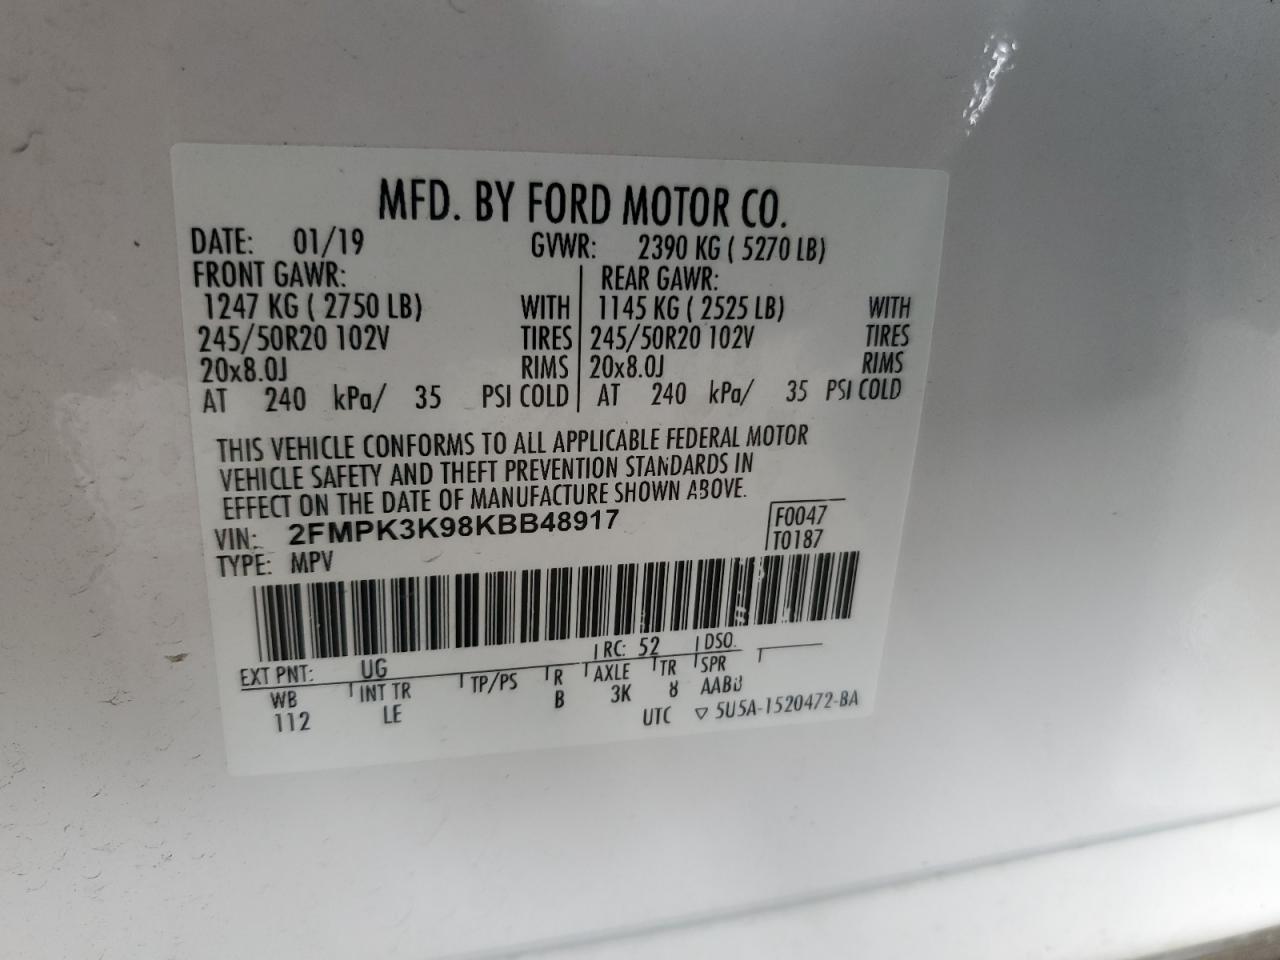 MFD. BY FORD MOTOR CO.
DATE: 01/19 GVWR: 2390 KG ( 5270 LB)
FRONT GAWR: REAR GAWR:
1247 KG ( 2750 LB) WITH 1145 KG ( 2525 LB) WITH
245/50R20 102V TIRES 245/50R20 102V TIRES
20x8.0J RIMS 20x8.0J RIMS
AT 240 kPa/ 35 PSI COLD AT 240 kPa/ 35 PSI COLD
THIS VEHICLE CONFORMS TO ALL APPLICABLE FEDERAL MOTOR
VEHICLE SAFETY AND THEFT PREVENTION STANDARDS IN
EFFECT ON THE DATE OF MANUFACTURE SHOWN ABOVE.
VIN: 2FMPK3K98KBB48917 F0047
TYPE: MPV T0187
EXT PNT: UG RC: 52 DSO:
WB INT TR TP/PS R AXLE TR SPR
112 LE B 3K 8
UTC ▽ 5U5A-1520472-BA